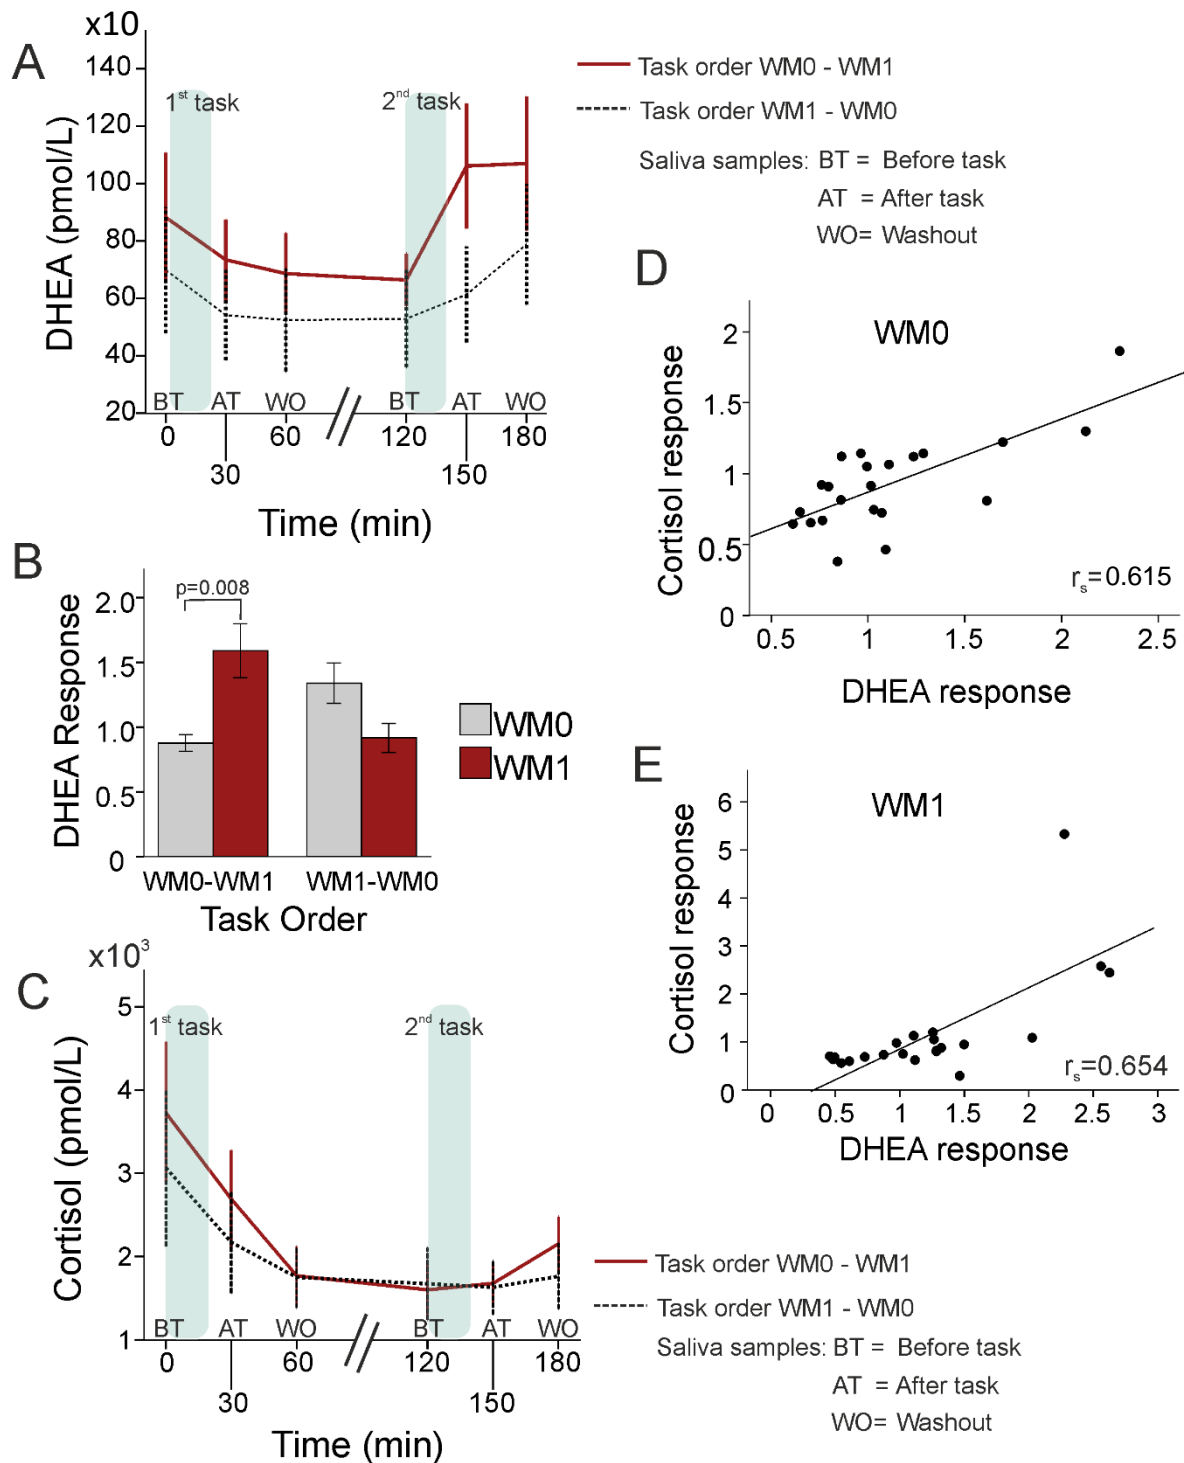 A
x10
140
120
100
80
60
40
20
DHEA (pmol/L)
1st task
2nd task
BT AT WO BT AT WO
0 60 120 180
30 150
Time (min)
Task order WM0 - WM1
Task order WM1 - WM0
Saliva samples: BT = Before task
AT = After task
WO= Washout
B
DHEA Response
2.0
1.5
1.0
0.5
0
p=0.008
WM0-WM1 WM1-WM0
Task Order
WM0
WM1
C
x10³
Cortisol (pmol/L)
5
4
3
2
1
1st task
2nd task
BT AT WO BT AT WO
0 60 120 180
30 150
Time (min)
D
WM0
Cortisol response
2
1.5
1
0.5
0
rs=0.615
0.5 1 1.5 2 2.5
DHEA response
E
WM1
Cortisol response
6
5
4
3
2
1
0
rs=0.654
0 0.5 1 1.5 2 2.5 3
DHEA response
Task order WM0 - WM1
Task order WM1 - WM0
Saliva samples: BT = Before task
AT = After task
WO= Washout